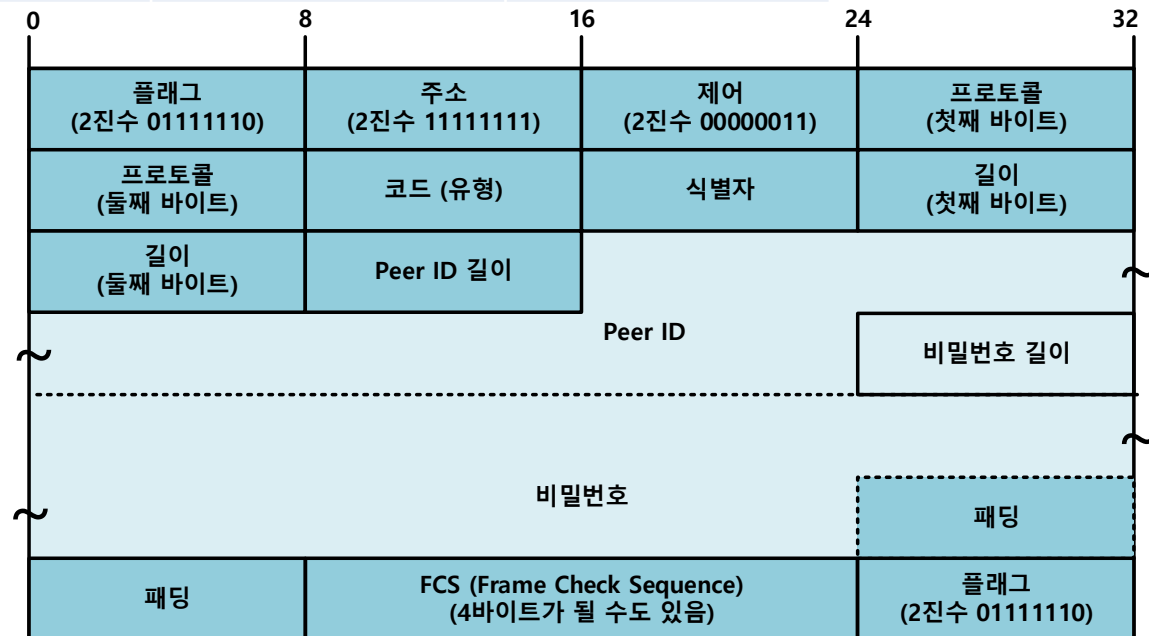 0 8 16 24 32
플래그
(2진수 01111110)
주소
(2진수 11111111)
제어
(2진수 00000011)
프로토콜
(첫째 바이트)
프로토콜
(둘째 바이트)
코드 (유형)
식별자
길이
(첫째 바이트)
길이
(둘째 바이트)
Peer ID 길이
Peer ID
비밀번호 길이
비밀번호
패딩
패딩
FCS (Frame Check Sequence)
(4바이트가 될 수도 있음)
플래그
(2진수 01111110)